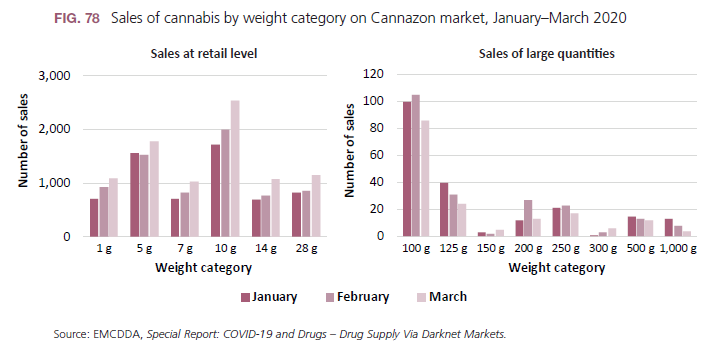 FIG. 78 Sales of cannabis by weight category on Cannazon market, January–March 2020
Sales at retail level
Number of sales
3,000
2,000
1,000
0
1 g 5 g 7 g 10 g 14 g 28 g
Weight category
Sales of large quantities
Number of sales
120
100
80
60
40
20
0
100 g 125 g 150 g 200 g 250 g 300 g 500 g 1,000 g
Weight category
January February March
Source: EMCDDA, Special Report: COVID-19 and Drugs – Drug Supply Via Darknet Markets.